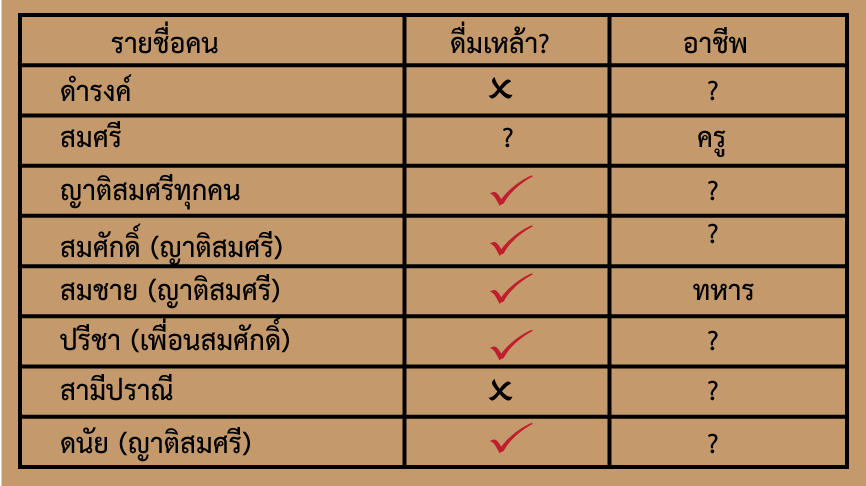 รายชื่อคน ดื่มเหล้า? อาชีพ
ดำรงค์ ✗ ?
สมศรี ? ครู
ญาติสมศรีทุกคน ✓ ?
สมศักดิ์ (ญาติสมศรี) ✓ ?
สมชาย (ญาติสมศรี) ✓ ทหาร
ปรีชา (เพื่อนสมศักดิ์) ✓ ?
สามีปราณี ✗ ?
ดนัย (ญาติสมศรี) ✓ ?